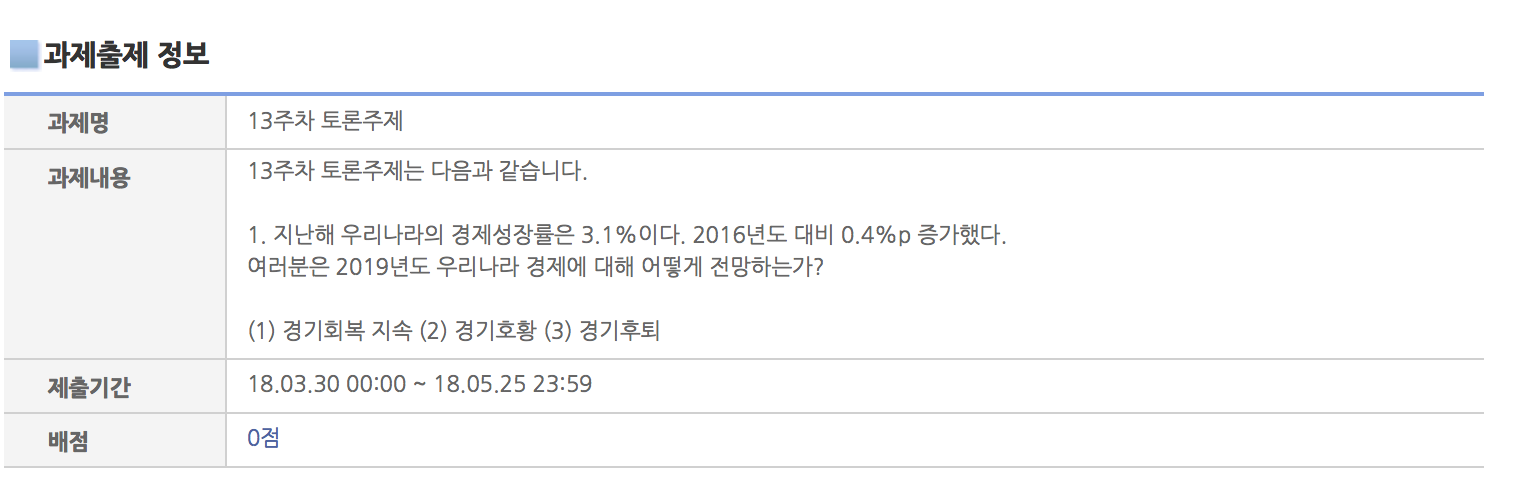 과제출제 정보
과제명
13주차 토론주제
과제내용
13주차 토론주제는 다음과 같습니다.
1. 지난해 우리나라의 경제성장률은 3.1%이다. 2016년도 대비 0.4%p 증가했다.
여러분은 2019년도 우리나라 경제에 대해 어떻게 전망하는가?
(1) 경기회복 지속 (2) 경기호황 (3) 경기후퇴
제출기간
18.03.30 00:00 ~ 18.05.25 23:59
배점
0점